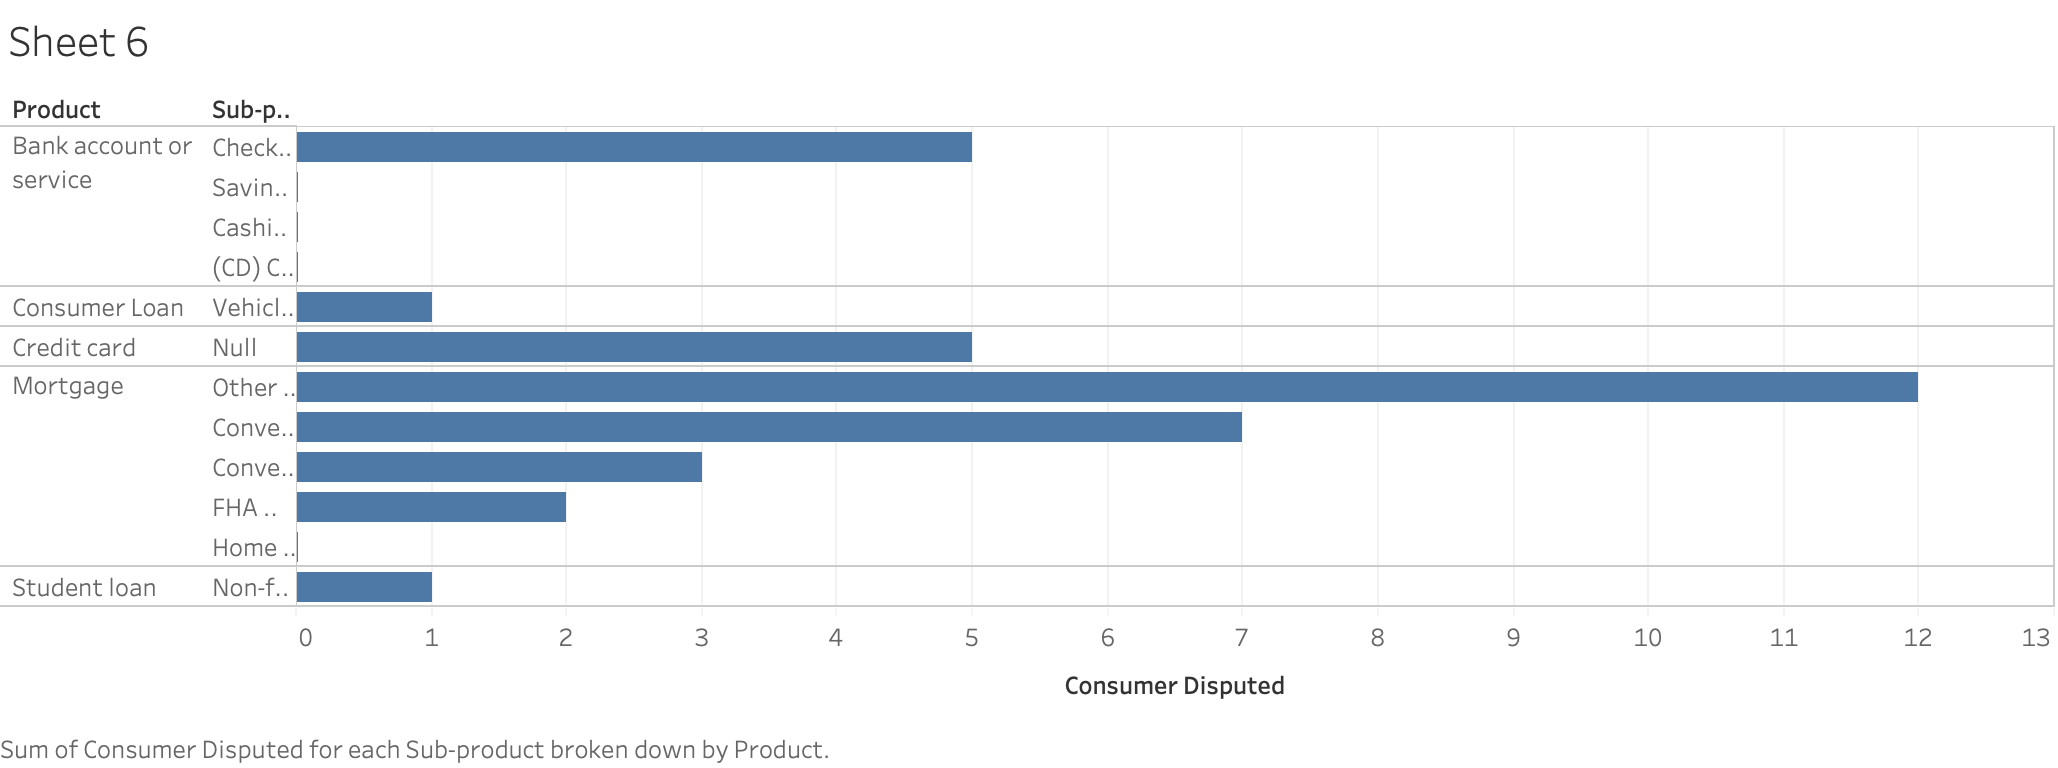 Sheet 6
Product Sub-p..
Bank account or Check..
service
Savin..
Cashi..
(CD) C..
Consumer Loan Vehicl..
Credit card Null
Mortgage Other ..
Conve..
Conve..
FHA ..
Home ..
Student loan Non-f..
0 1 2 3 4 5 6 7 8 9 10 11 12 13
Consumer Disputed
Sum of Consumer Disputed for each Sub-product broken down by Product.